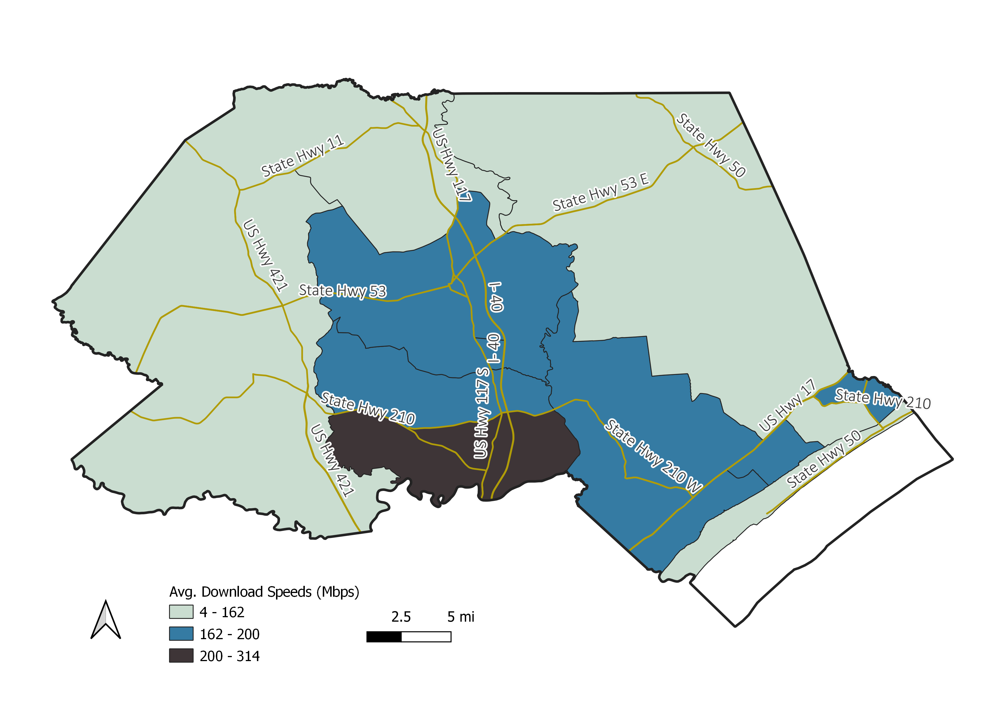 State Hwy 11
US Hwy 117
State Hwy 50
State Hwy 53 E
US Hwy 421
State Hwy 53
I- 40
I- 40
US Hwy 117 S
State Hwy 210
US Hwy 17
State Hwy 210
US Hwy 421
State Hwy 210 W
State Hwy 50
Avg. Download Speeds (Mbps)
4 - 162
162 - 200
200 - 314
2.5 5 mi